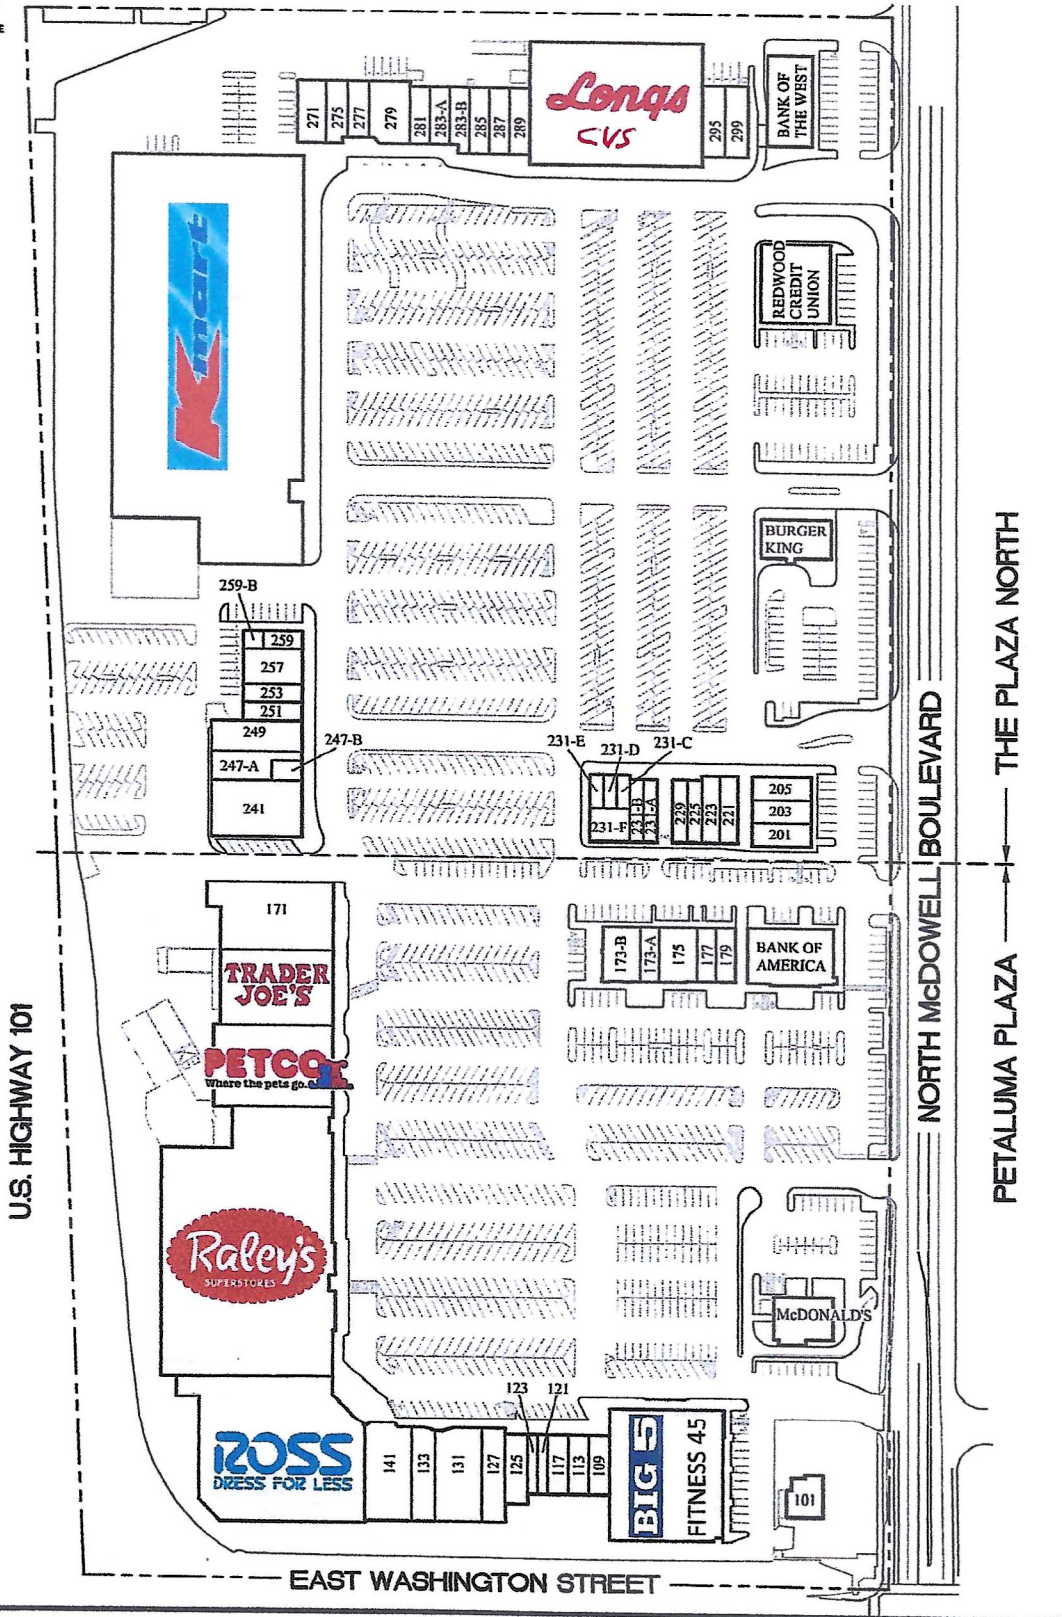 271
275
277
279
281
283-A
283-B
285
287
289
Longs
CVS
295
299
BANK OF
THE WEST
Kmart
REDWOOD
CREDIT
UNION
BURGER
KING
259-B
259
257
253
251
249
247-A
247-B
241
231-E
231-D
231-C
231-F
231-B
231-A
229
225
223
221
205
203
201
THE PLAZA NORTH
NORTH McDOWELL BOULEVARD
PETALUMA PLAZA
U.S. HIGHWAY 101
171
TRADER
JOE'S
PETCO
Where the pets go.
173-B
173-A
175
177
179
BANK OF
AMERICA
Raley's
SUPERSTORES
McDONALD'S
ROSS
DRESS FOR LESS
141
133
131
127
125
123
121
117
113
109
BIG 5
FITNESS 45
101
EAST WASHINGTON STREET